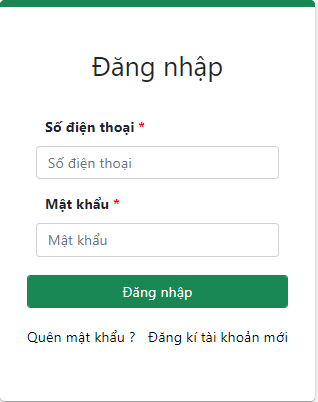 Đăng nhập
Số điện thoại *
Số điện thoại
Mật khẩu *
Mật khẩu
Đăng nhập
Quên mật khẩu ? Đăng kí tài khoản mới